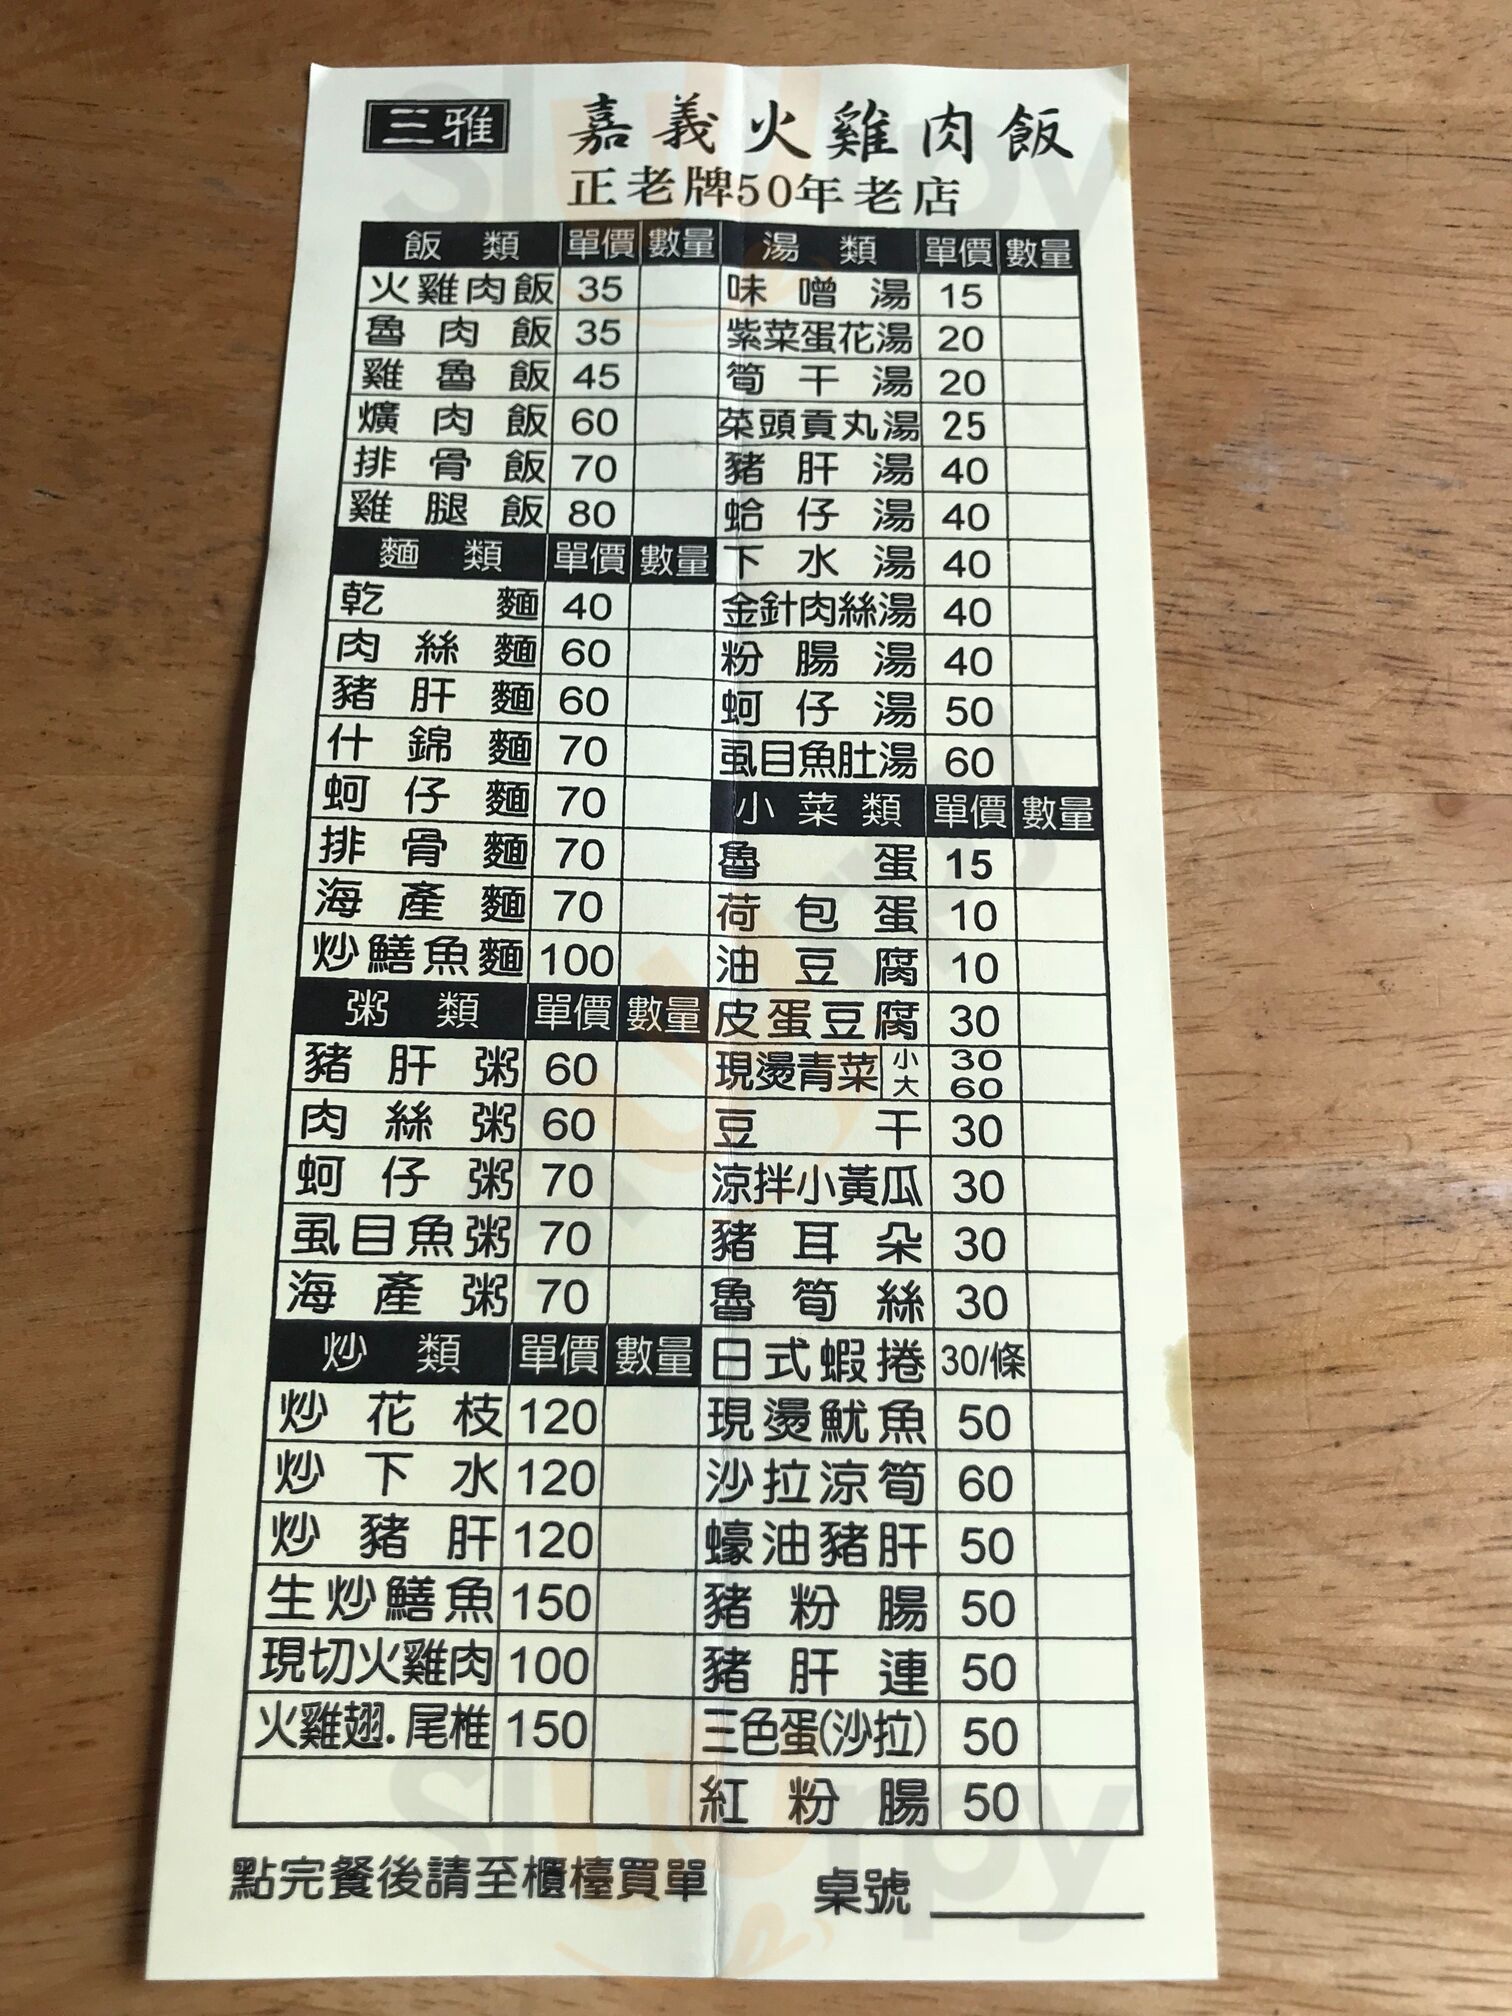 三雅 嘉義火雞肉飯
正老牌50年老店
飯類 單價 數量
火雞肉飯 35
魯肉飯 35
雞魯飯 45
爌肉飯 60
排骨飯 70
雞腿飯 80
麵類 單價 數量
乾麵 40
肉絲麵 60
豬肝麵 60
什錦麵 70
蚵仔麵 70
排骨麵 70
海產麵 70
炒鱔魚麵 100
粥類 單價 數量
豬肝粥 60
肉絲粥 60
蚵仔粥 70
虱目魚粥 70
海產粥 70
炒類 單價 數量
炒花枝 120
炒下水 120
炒豬肝 120
生炒鱔魚 150
現切火雞肉 100
火雞翅.尾椎 150
湯類 單價 數量
味噌湯 15
紫菜蛋花湯 20
筍干湯 20
菜頭貢丸湯 25
豬肝湯 40
蛤仔湯 40
下水湯 40
金針肉絲湯 40
粉腸湯 40
蚵仔湯 50
虱目魚肚湯 60
小菜類 單價 數量
魯蛋 15
荷包蛋 10
油豆腐 10
皮蛋豆腐 30
現燙青菜 小 30
大 60
豆干 30
涼拌小黃瓜 30
豬耳朵 30
魯筍絲 30
日式蝦捲 30/條
現燙魷魚 50
沙拉涼筍 60
蠔油豬肝 50
豬粉腸 50
豬肝連 50
三色蛋(沙拉) 50
紅粉腸 50
點完餐後請至櫃檯買單 桌號
slurpy
slurpy
slurpy